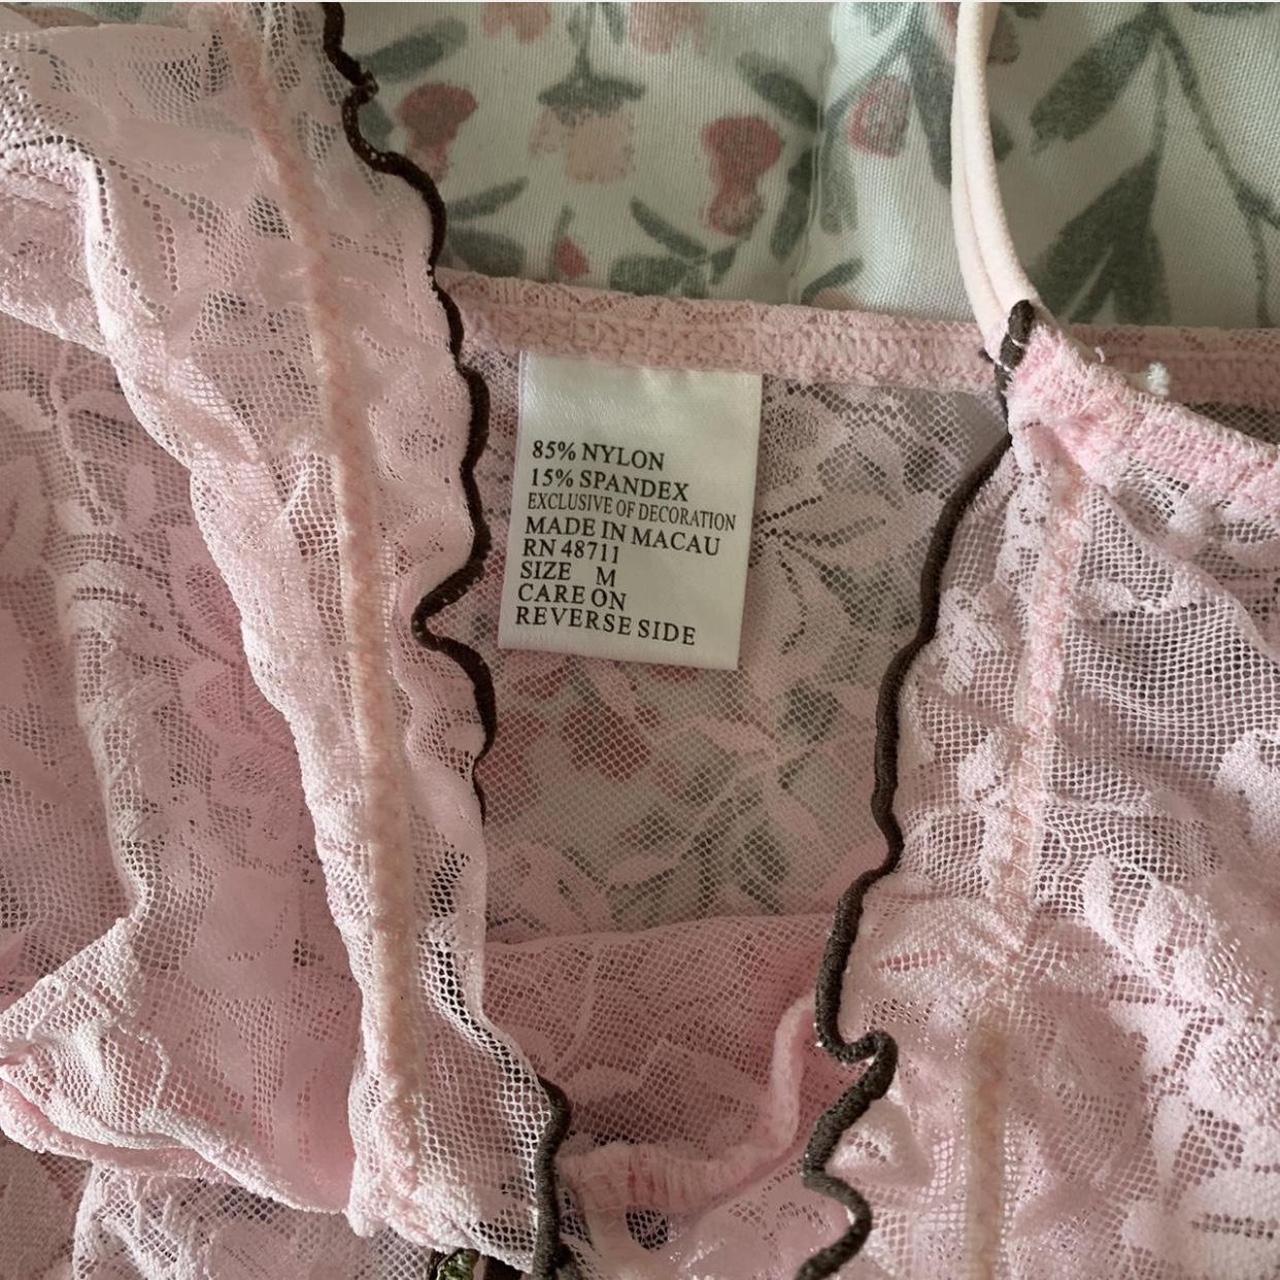 85% NYLON
15% SPANDEX
EXCLUSIVE OF DECORATION
MADE IN MACAU
RN 48711
SIZE M
CARE ON
REVERSE SIDE